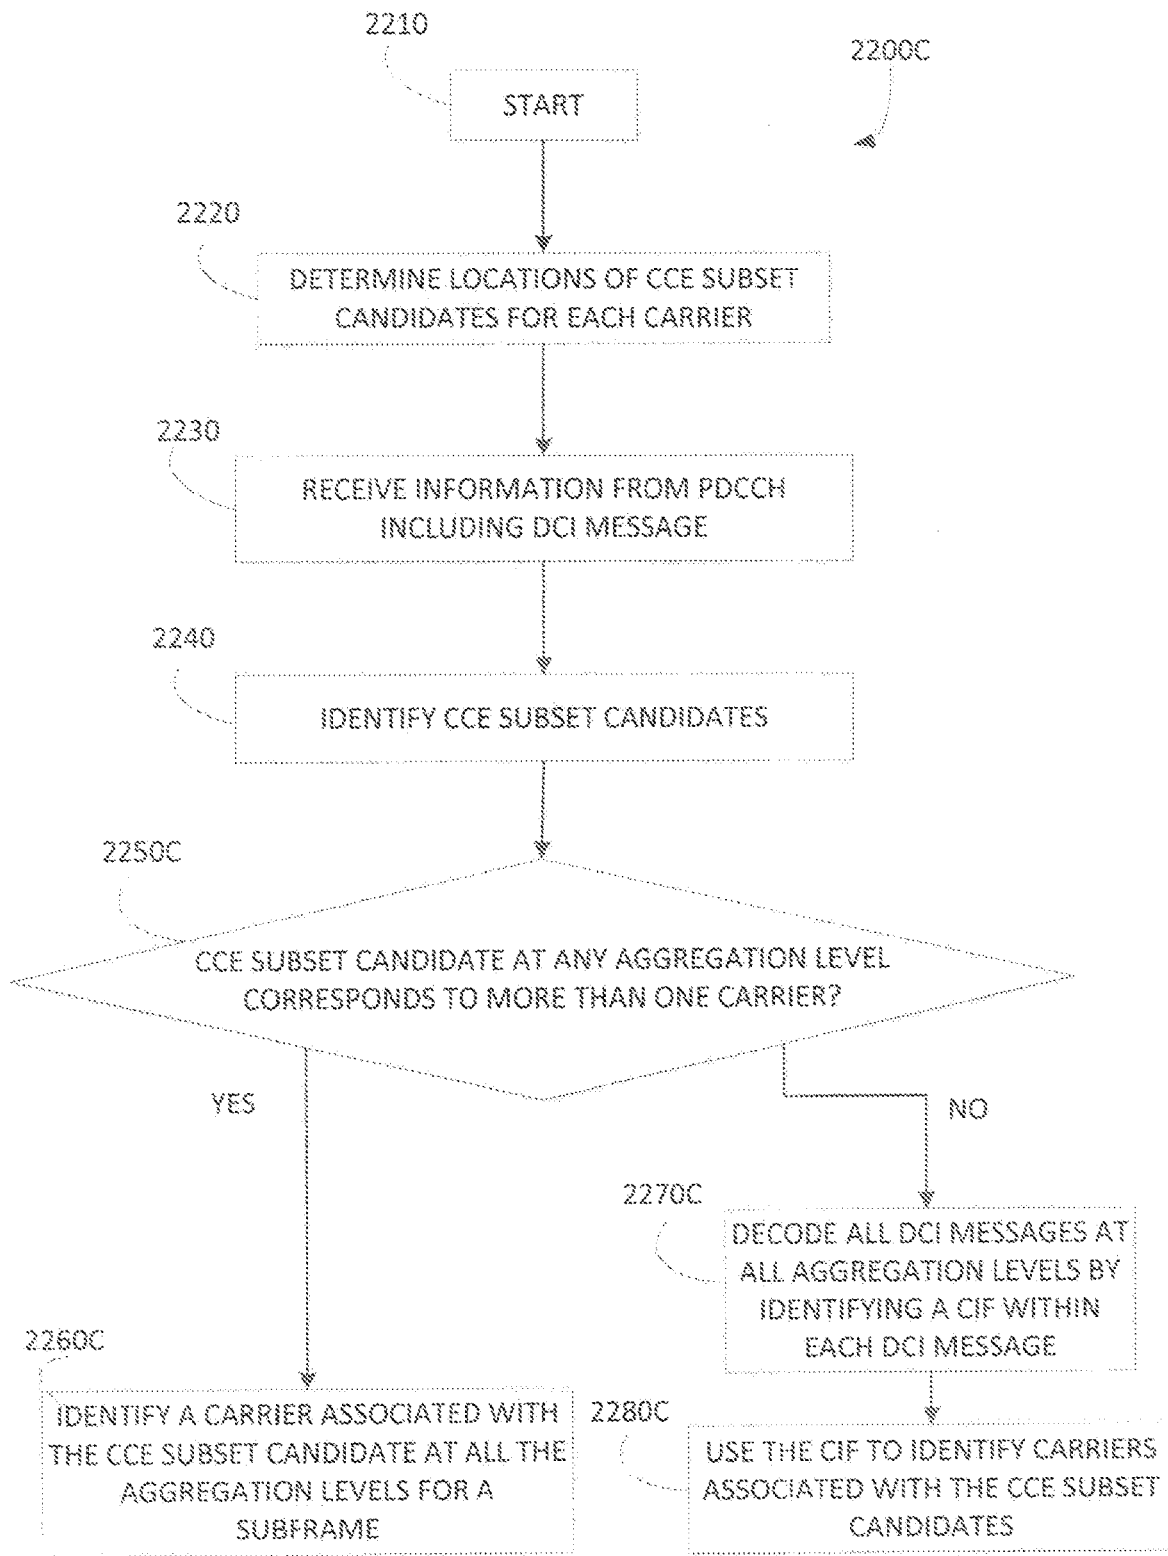 2210
2200C
START
2220
DETERMINE LOCATIONS OF CCE SUBSET
CANDIDATES FOR EACH CARRIER
2230
RECEIVE INFORMATION FROM PDCCH
INCLUDING DCI MESSAGE
2240
IDENTIFY CCE SUBSET CANDIDATES
2250C
CCE SUBSET CANDIDATE AT ANY AGGREGATION LEVEL
CORRESPONDS TO MORE THAN ONE CARRIER?
YES
NO
2270C
DECODE ALL DCI MESSAGES AT
ALL AGGREGATION LEVELS BY
IDENTIFYING A CIF WITHIN
EACH DCI MESSAGE
2260C
IDENTIFY A CARRIER ASSOCIATED WITH
THE CCE SUBSET CANDIDATE AT ALL THE
AGGREGATION LEVELS FOR A
SUBFRAME
2280C
USE THE CIF TO IDENTIFY CARRIERS
ASSOCIATED WITH THE CCE SUBSET
CANDIDATES